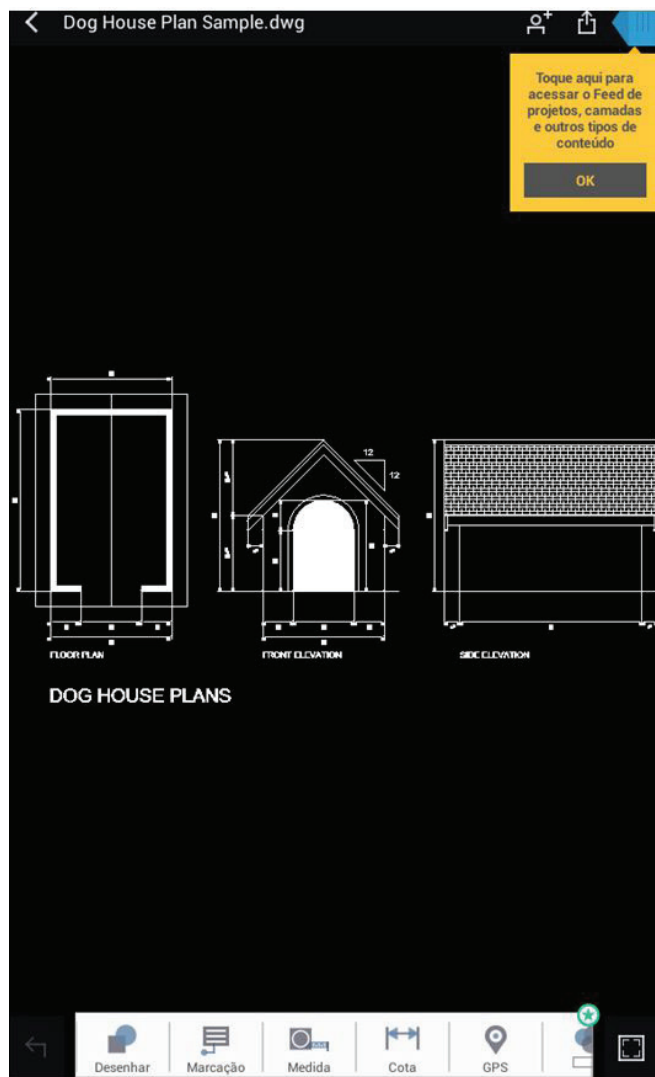 Dog House Plan Sample.dwg
Toque aqui para
acessar o Feed de
projetos, camadas
e outros tipos de
conteúdo
OK
12
12
FLOOR PLAN
FRONT ELEVATION
SIDE ELEVATION
DOG HOUSE PLANS
Desenhar
Marcação
Medida
Cota
GPS